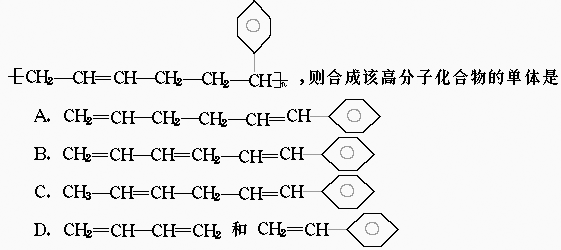 -[-CH₂—CH=CH—CH₂—CH₂—CH-]-ₙ ,则合成该高分子化合物的单体是
A. CH₂=CH—CH₂—CH₂—CH=CH—
B. CH₂=CH—CH=CH₂—CH=CH—
C. CH₃—CH=CH—CH₂—CH=CH—
D. CH₂=CH—CH=CH₂ 和 CH₂=CH—